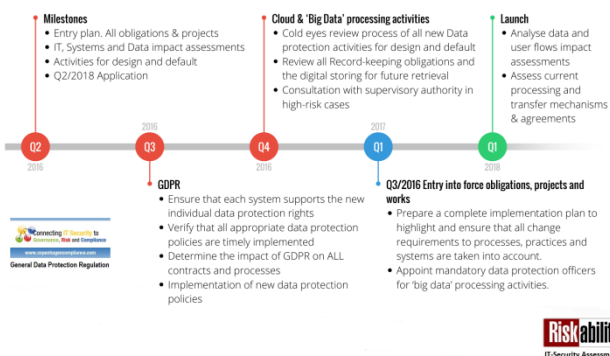 Milestones
• Entry plan. All obligations & projects
• IT, Systems and Data impact assessments
• Activities for design and default
• Q2/2018 Application
Cloud & 'Big Data' processing activities
• Cold eyes review process of all new Data
protection activities for design and default
• Review all Record-keeping obligations and
the digital storing for future retrieval
• Consultation with supervisory authority in
high-risk cases
Launch
• Analyse data and
user flows impact
assessments
• Assess current
processing and
transfer mechanisms
& agreements
2016
2017
Q2
Q3
Q4
Q1
Q1
2016
2016
2018
GDPR
• Ensure that each system supports the new
individual data protection rights
• Verify that all appropriate data protection
policies are timely implemented
• Determine the impact of GDPR on ALL
contracts and processes
• Implementation of new data protection
policies
Q3/2016 Entry into force obligations, projects and
works
• Prepare a complete implementation plan to
highlight and ensure that all change
requirements to processes, practices and
systems are taken into account.
• Appoint mandatory data protection officers
for 'big data' processing activities.
Connecting IT Security to
Governance, Risk and Compliance
www.copenhagencompliance.com
General Data Protection Regulation
Riskabili
IT-Security Assessm